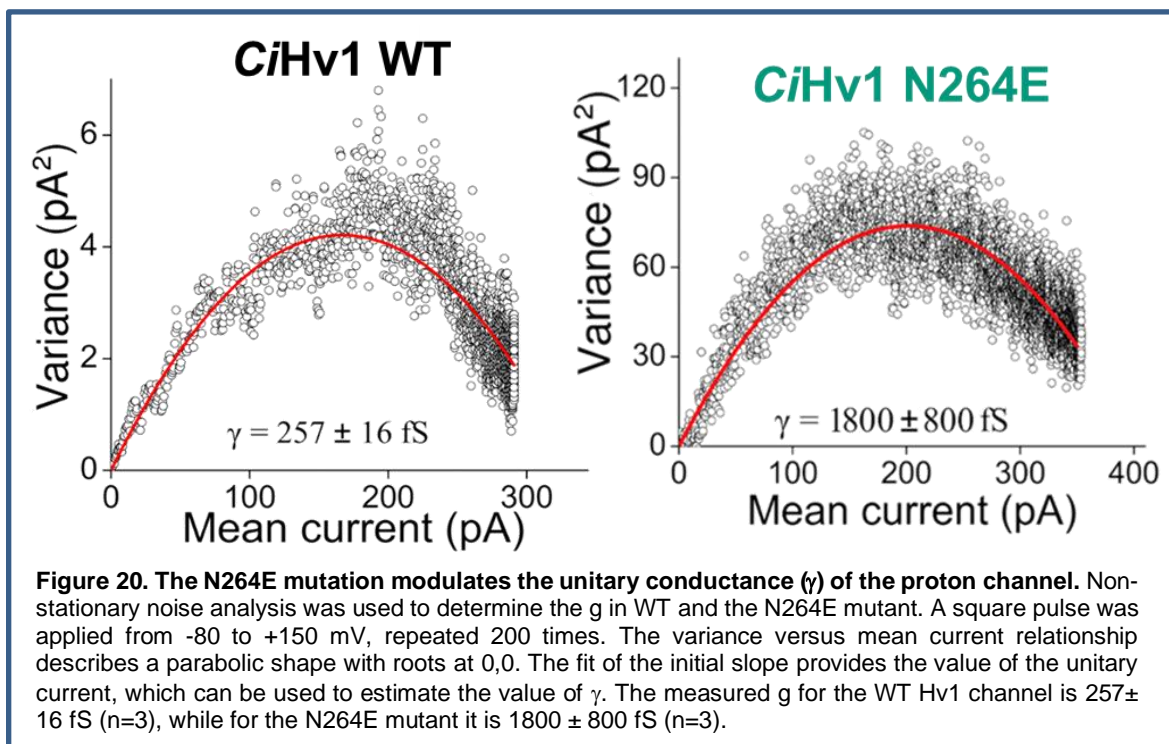 CiHv1 WT
CiHv1 N264E
Variance (pA²)
6
4
2
0
γ = 257 ± 16 fS
0 100 200 300
Mean current (pA)
Variance (pA²)
120
90
60
30
0
γ = 1800 ± 800 fS
0 100 200 300 400
Mean current (pA)
Figure 20. The N264E mutation modulates the unitary conductance (γ) of the proton channel. Non-
stationary noise analysis was used to determine the g in WT and the N264E mutant. A square pulse was
applied from -80 to +150 mV, repeated 200 times. The variance versus mean current relationship
describes a parabolic shape with roots at 0,0. The fit of the initial slope provides the value of the unitary
current, which can be used to estimate the value of γ. The measured g for the WT Hv1 channel is 257±
16 fS (n=3), while for the N264E mutant it is 1800 ± 800 fS (n=3).